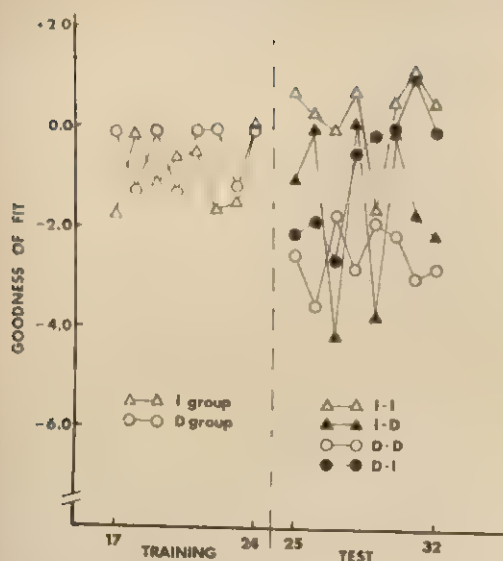 +2 0
0.0
-2.0
-4.0
-6.0
GOODNESS OF FIT
I group
D group
I-I
I-D
D-D
D-I
17 24 25 32
TRAINING TEST